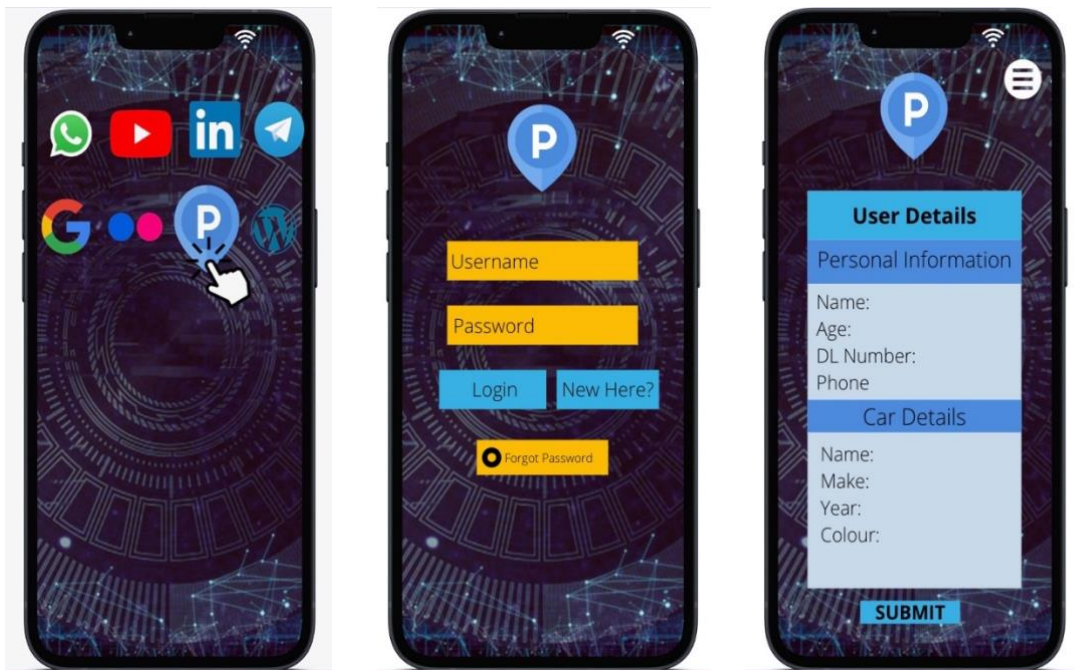 in
P
P
Username
Password
Login
New Here?
Forgot Password
P
User Details
Personal Information
Name:
Age:
DL Number:
Phone
Car Details
Name:
Make:
Year:
Colour:
SUBMIT